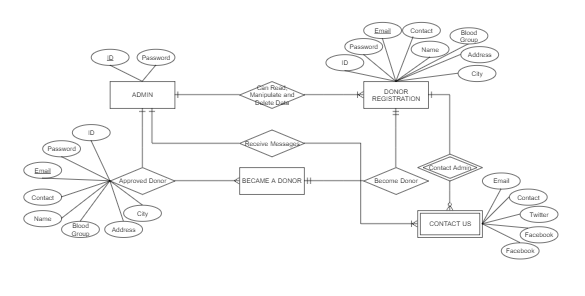 Email
Contact
Blood
Group
Password
Name
Address
ID
City
ID
Password
Can Read,
Manipulate and
Delete Data
ADMIN
DONOR
REGISTRATION
ID
Password
Receive Messages
Email
Approved Donor
BECAME A DONOR
Become Donor
Contact Admin
Contact
Name
Blood
Group
Address
City
CONTACT US
Email
Contact
Twitter
Facebook
Facebook